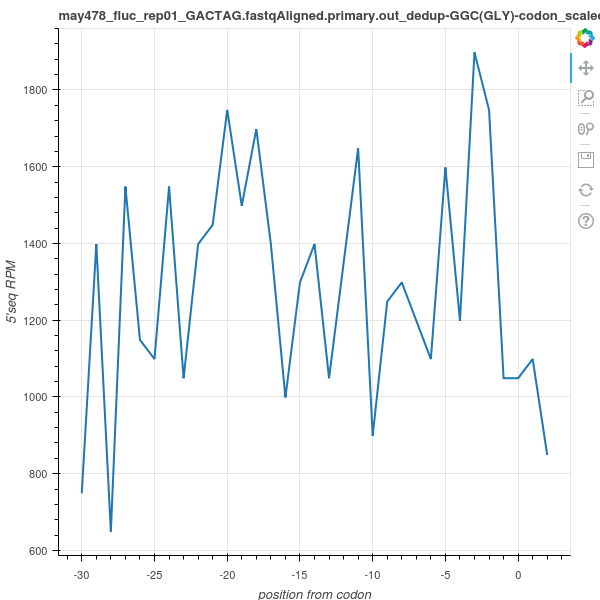 may478_fluc_rep01_GACTAG.fastqAligned.primary.out_dedup-GGC(GLY)-codon_scaled
1800
1600
1400
1200
1000
800
600
5'seq RPM
-30 -25 -20 -15 -10 -5 0
position from codon